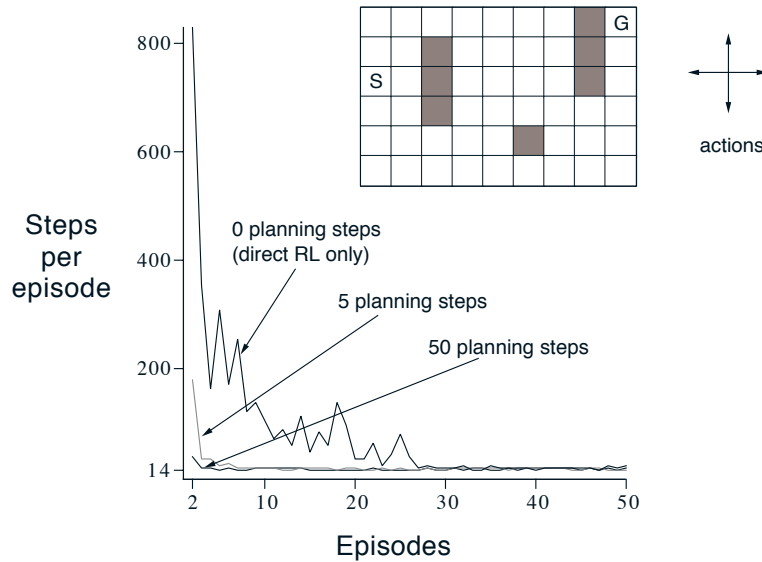 800
600
400
200
14
Steps
per
episode
0 planning steps
(direct RL only)
5 planning steps
50 planning steps
S
G
actions
2
10
20
30
40
50
Episodes